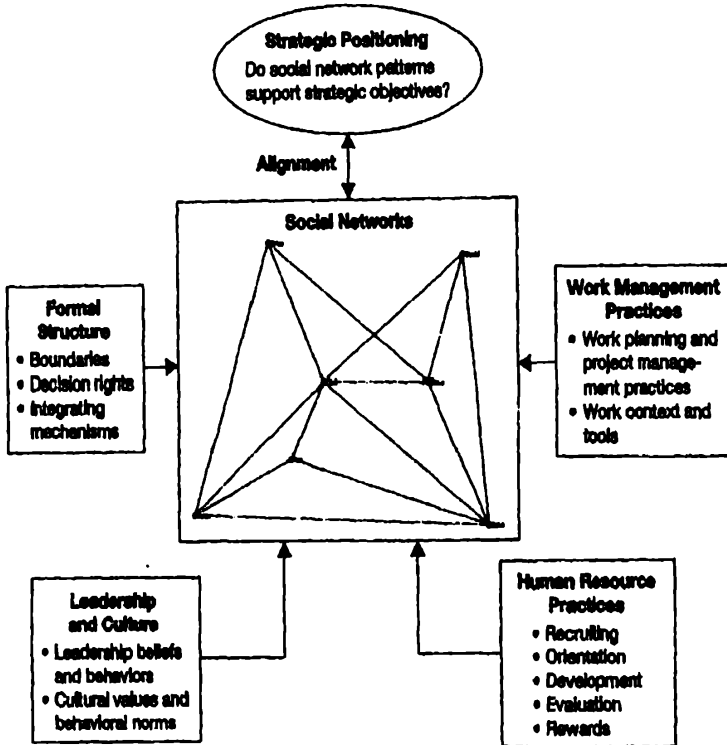 Strategic Positioning
Do social network patterns
support strategic objectives?
Alignment
Social Networks
Formal
Structure
• Boundaries
• Decision rights
• Integrating
mechanisms
Work Management
Practices
• Work planning and
project manage-
ment practices
• Work context and
tools
Leadership
and Culture
• Leadership beliefs
and behaviors
• Cultural values and
behavioral norms
Human Resource
Practices
• Recruiting
• Orientation
• Development
• Evaluation
• Rewards